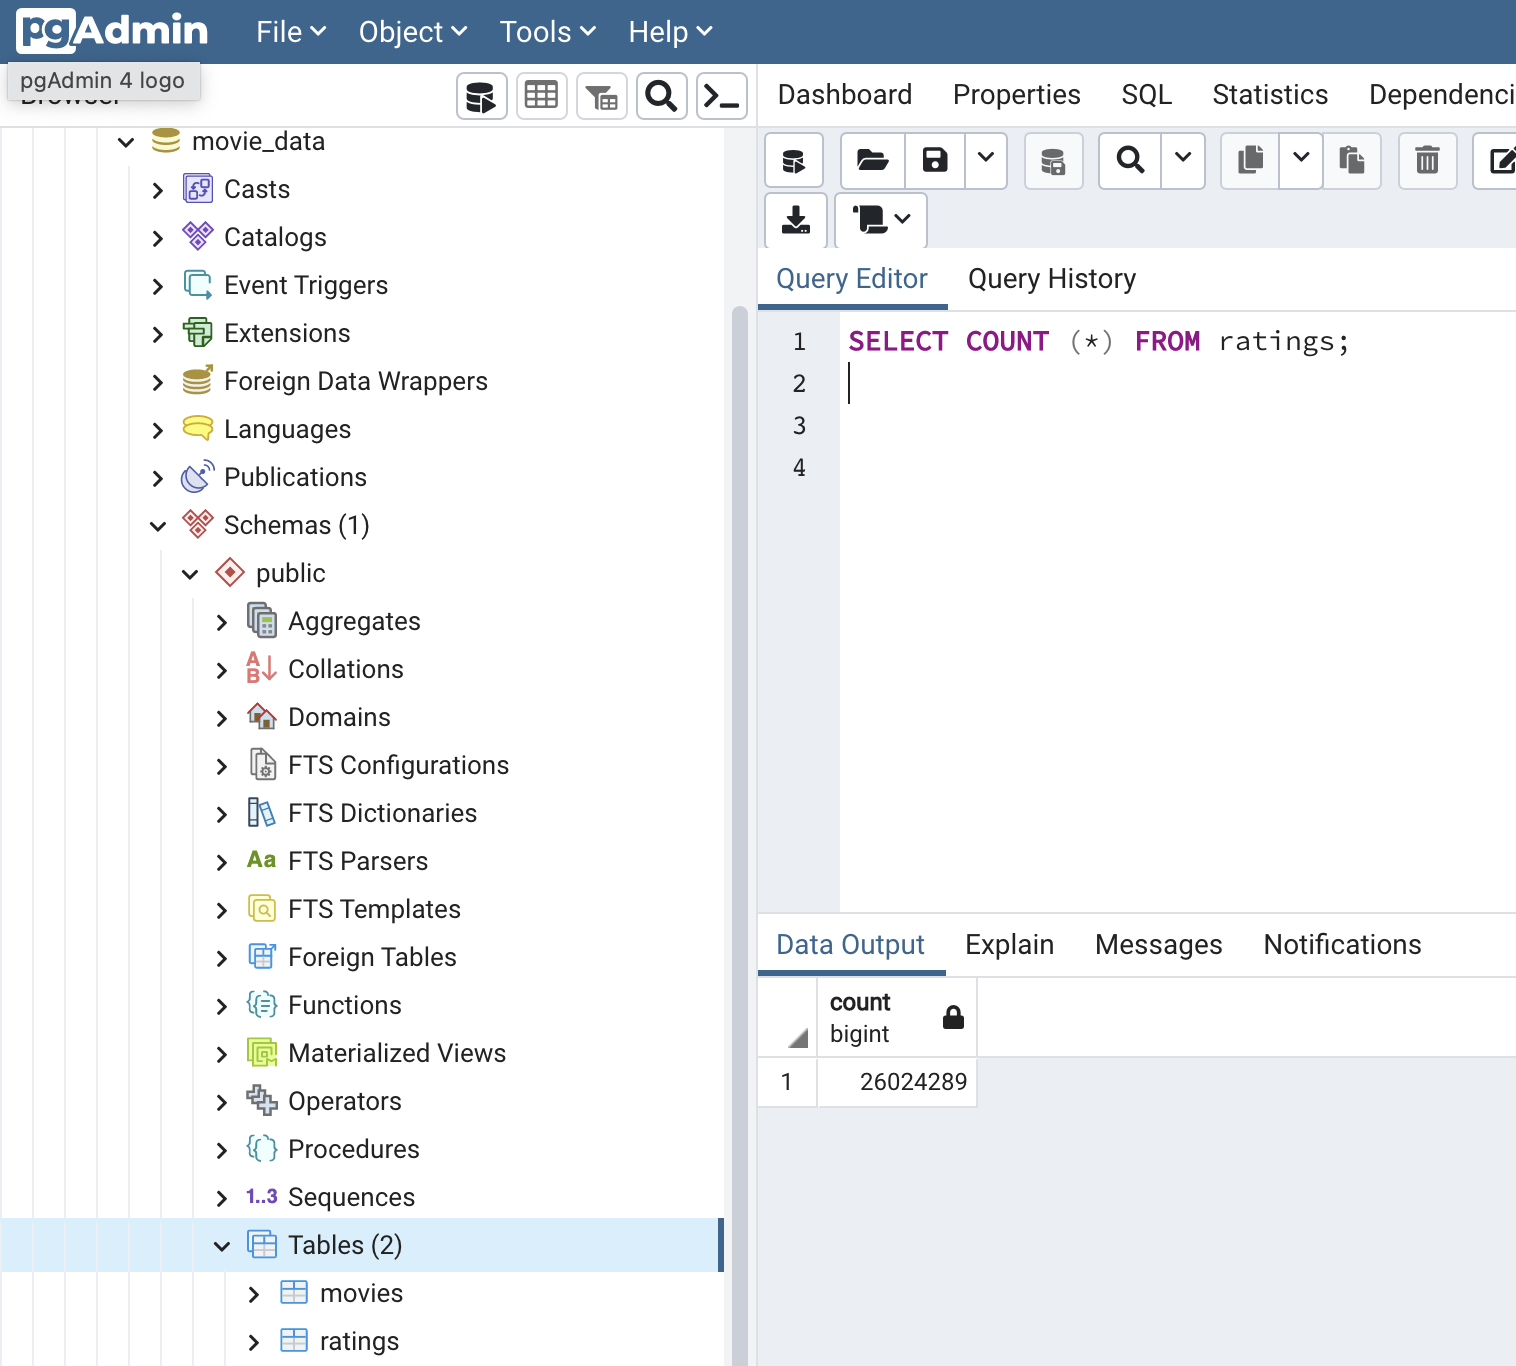 pgAdmin File Object Tools Help
pgAdmin 4 logo
Browser
Dashboard Properties SQL Statistics Dependenci
movie_data
Casts
Catalogs
Event Triggers
Extensions
Foreign Data Wrappers
Languages
Publications
Schemas (1)
public
Aggregates
Collations
Domains
FTS Configurations
FTS Dictionaries
Aa FTS Parsers
FTS Templates
Foreign Tables
Functions
Materialized Views
Operators
Procedures
1..3 Sequences
Tables (2)
movies
ratings
Query Editor Query History
1 SELECT COUNT (*) FROM ratings;
2
3
4
Data Output Explain Messages Notifications
count
bigint
1 26024289